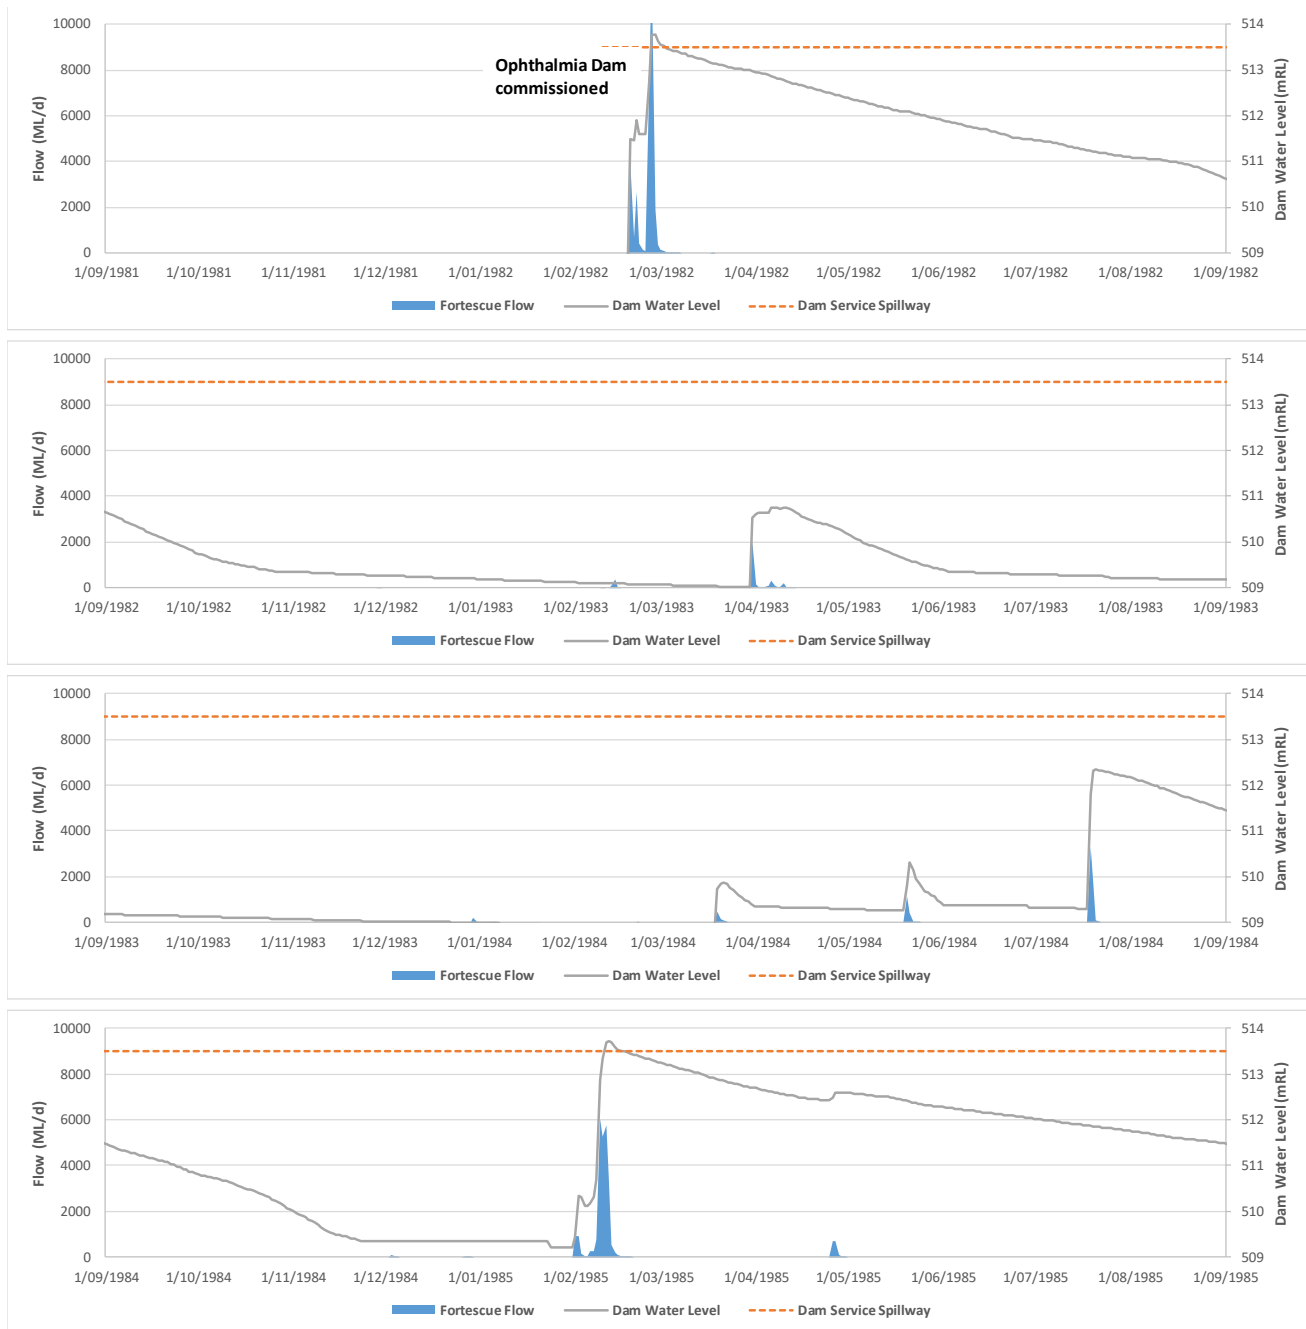 10000
8000
6000
4000
2000
0
Flow (ML/d)
Ophthalmia Dam
commissioned
514
513
512
511
510
509
Dam Water Level (mRL)
1/09/1981 1/10/1981 1/11/1981 1/12/1981 1/01/1982 1/02/1982 1/03/1982 1/04/1982 1/05/1982 1/06/1982 1/07/1982 1/08/1982 1/09/1982
Fortescue Flow Dam Water Level Dam Service Spillway
10000
8000
6000
4000
2000
0
Flow (ML/d)
514
513
512
511
510
509
Dam Water Level (mRL)
1/09/1982 1/10/1982 1/11/1982 1/12/1982 1/01/1983 1/02/1983 1/03/1983 1/04/1983 1/05/1983 1/06/1983 1/07/1983 1/08/1983 1/09/1983
Fortescue Flow Dam Water Level Dam Service Spillway
10000
8000
6000
4000
2000
0
Flow (ML/d)
514
513
512
511
510
509
Dam Water Level (mRL)
1/09/1983 1/10/1983 1/11/1983 1/12/1983 1/01/1984 1/02/1984 1/03/1984 1/04/1984 1/05/1984 1/06/1984 1/07/1984 1/08/1984 1/09/1984
Fortescue Flow Dam Water Level Dam Service Spillway
10000
8000
6000
4000
2000
0
Flow (ML/d)
514
513
512
511
510
509
Dam Water Level (mRL)
1/09/1984 1/10/1984 1/11/1984 1/12/1984 1/01/1985 1/02/1985 1/03/1985 1/04/1985 1/05/1985 1/06/1985 1/07/1985 1/08/1985 1/09/1985
Fortescue Flow Dam Water Level Dam Service Spillway